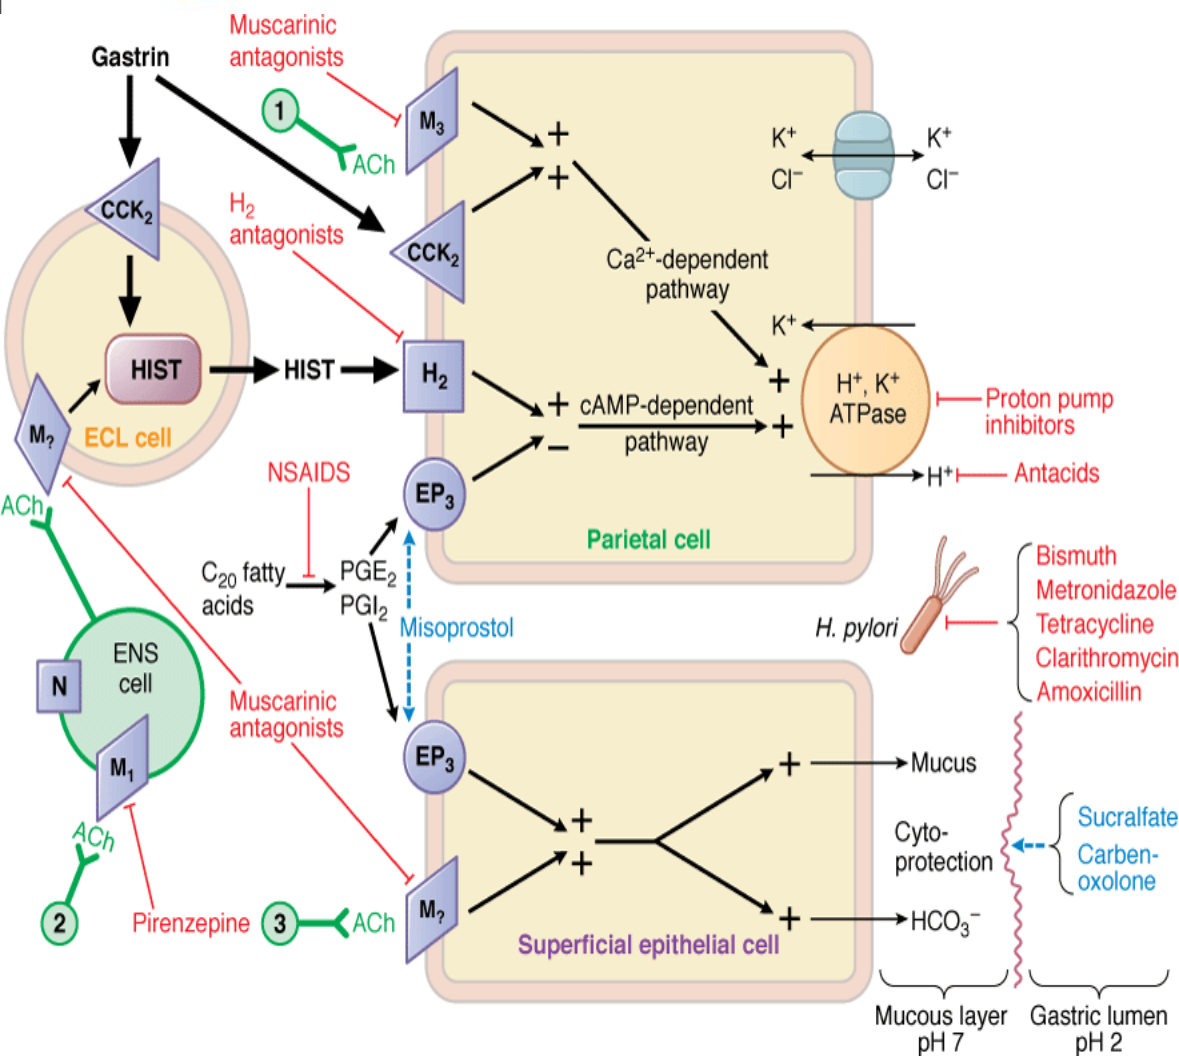 Gastrin
Muscarinic
antagonists
1
ACh
M₃
CCK₂
H₂
antagonists
CCK₂
HIST
HIST
H₂
M?
ECL cell
ACh
+
+
Ca²⁺-dependent
pathway
+
−
cAMP-dependent
pathway
+
+
K⁺
Cl⁻
K⁺
Cl⁻
K⁺
H⁺, K⁺
ATPase
H⁺
Proton pump
inhibitors
Antacids
NSAIDS
EP₃
Parietal cell
C₂₀ fatty
acids
PGE₂
PGI₂
Misoprostol
H. pylori
Bismuth
Metronidazole
Tetracycline
Clarithromycin
Amoxicillin
ENS
cell
N
M₁
ACh
2
Pirenzepine
Muscarinic
antagonists
3
ACh
EP₃
M?
+
+
+
+
Superficial epithelial cell
Mucus
Cyto-
protection
HCO₃⁻
Sucralfate
Carben-
oxolone
Mucous layer
pH 7
Gastric lumen
pH 2